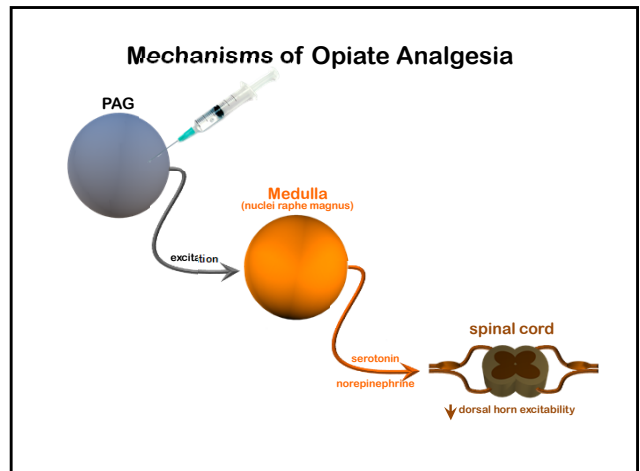 Mechanisms of Opiate Analgesia
PAG
Medulla
(nuclei raphe magnus)
excitation
spinal cord
serotonin
norepinephrine
dorsal horn excitability